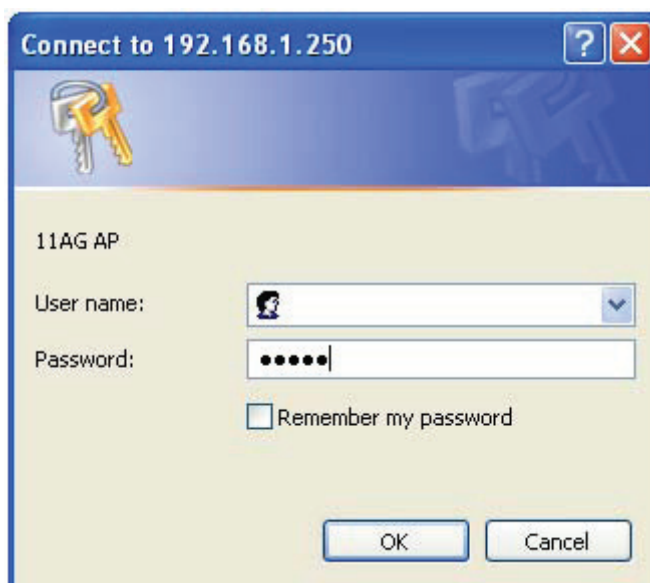 Connect to 192.168.1.250
11AG AP
User name:
Password:
●●●●●
Remember my password
OK Cancel